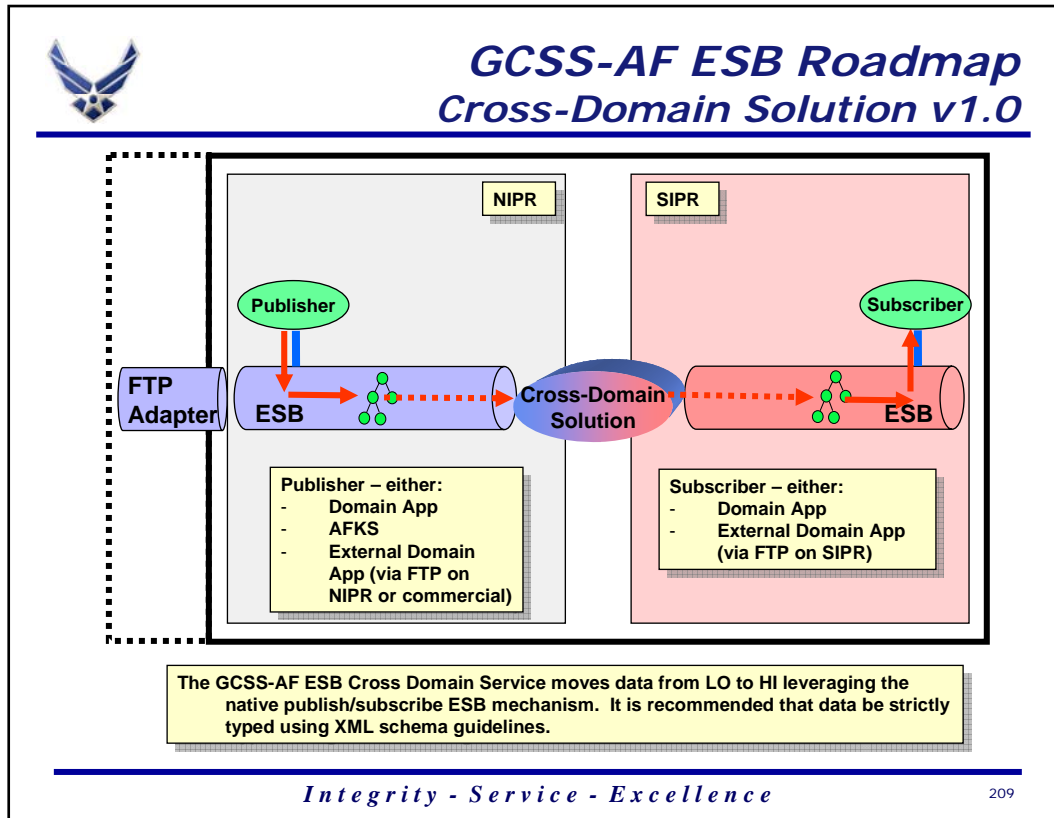 GCSS-AF ESB Roadmap
Cross-Domain Solution v1.0
NIPR
SIPR
Publisher
Subscriber
FTP
Adapter
ESB
Cross-Domain
Solution
ESB
Publisher – either:
- Domain App
- AFKS
- External Domain
App (via FTP on
NIPR or commercial)
Subscriber – either:
- Domain App
- External Domain App
(via FTP on SIPR)
The GCSS-AF ESB Cross Domain Service moves data from LO to HI leveraging the
native publish/subscribe ESB mechanism. It is recommended that data be strictly
typed using XML schema guidelines.
Integrity - Service - Excellence
209